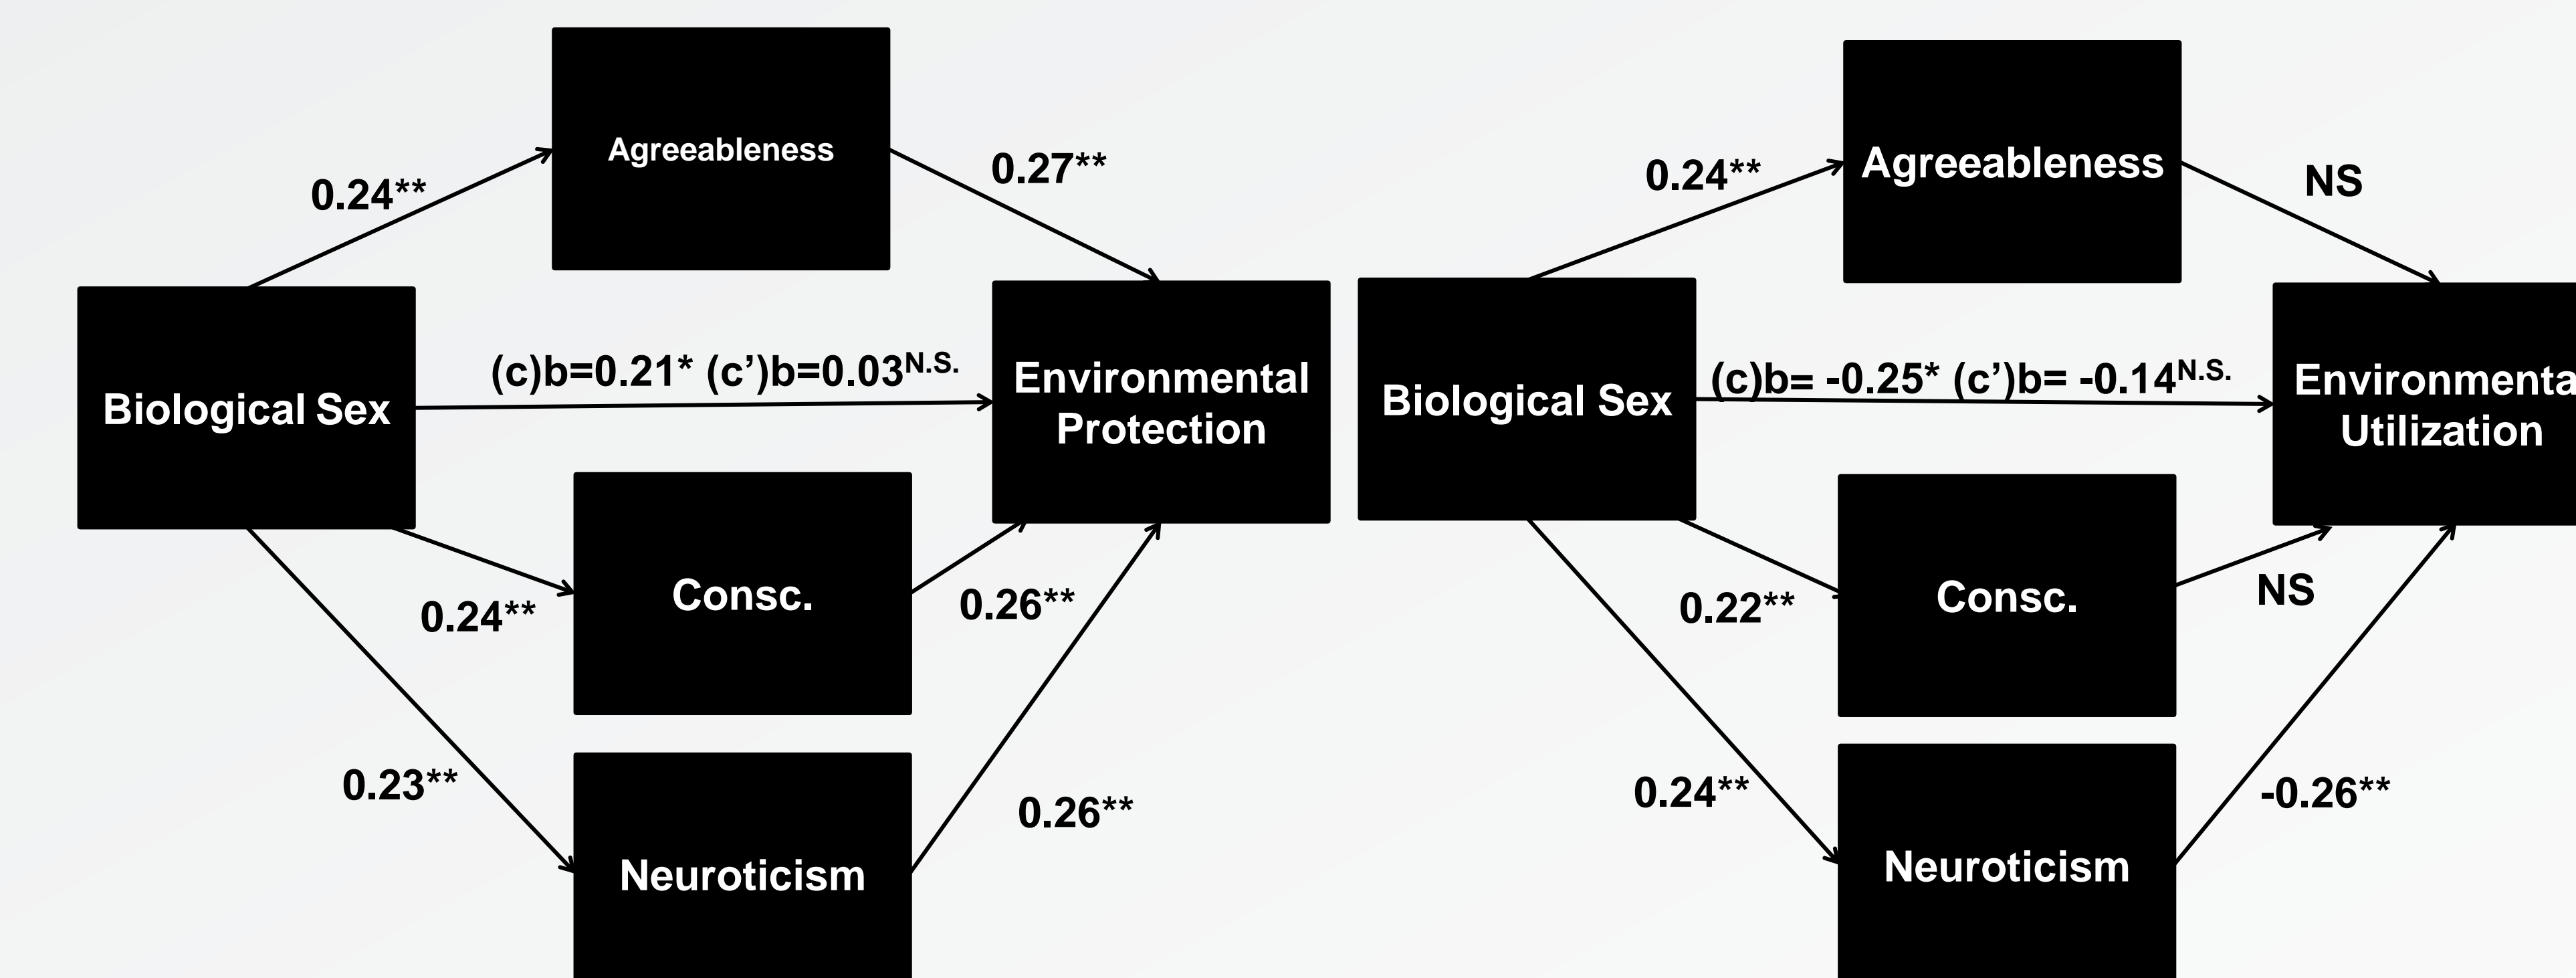 Agreeableness
0.24**
0.27**
Biological Sex
(c)b=0.21* (c’)b=0.03N.S.
Environmental
Protection
Consc.
0.24**
0.26**
Neuroticism
0.23**
0.26**
Agreeableness
0.24**
NS
Biological Sex
(c)b= -0.25* (c’)b= -0.14N.S.
Environmenta
Utilization
Consc.
0.22**
NS
Neuroticism
0.24**
-0.26**